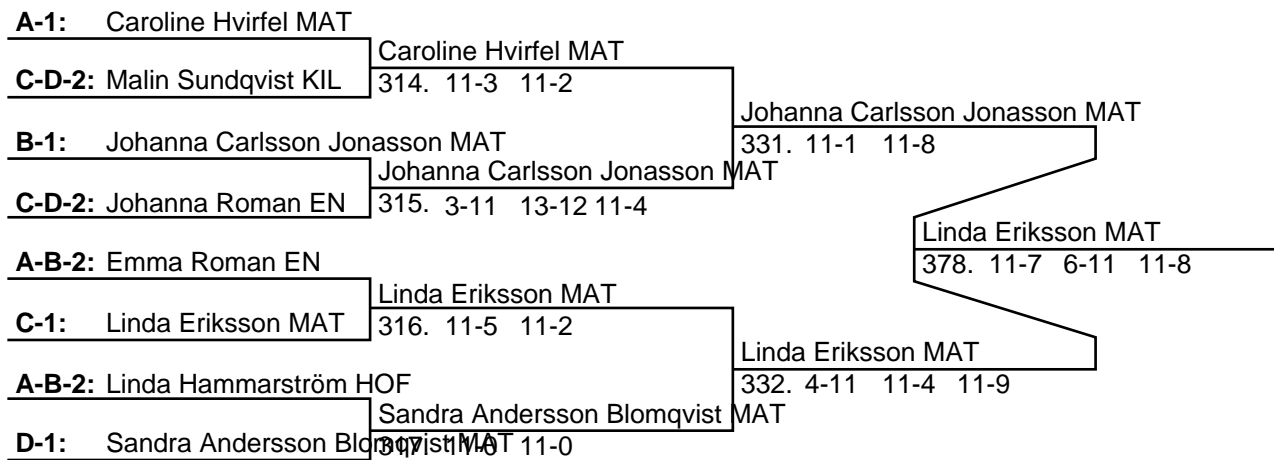 A-1: Caroline Hvirfel MAT
Caroline Hvirfel MAT
C-D-2: Malin Sundqvist KIL
314. 11-3 11-2
Johanna Carlsson Jonasson MAT
B-1: Johanna Carlsson Jonasson MAT
331. 11-1 11-8
Johanna Carlsson Jonasson MAT
C-D-2: Johanna Roman EN
315. 3-11 13-12 11-4
Linda Eriksson MAT
A-B-2: Emma Roman EN
378. 11-7 6-11 11-8
Linda Eriksson MAT
C-1: Linda Eriksson MAT
316. 11-5 11-2
Linda Eriksson MAT
A-B-2: Linda Hammarström HOF
332. 4-11 11-4 11-9
Sandra Andersson Blomqvist MAT
D-1: Sandra Andersson Blomqvist MAT
317. 11-0 11-0